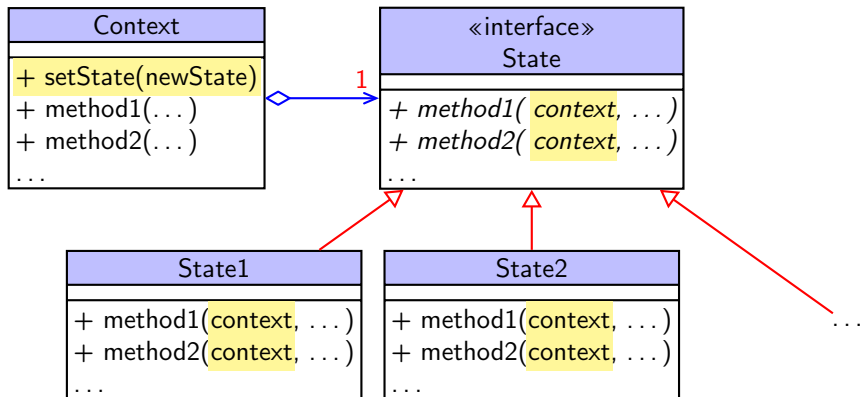 Context
+ setState(newState)
+ method1(...)
+ method2(...)
...
1
«interface»
State
+ method1( context, ...)
+ method2( context, ...)
...
State1
+ method1(context, ...)
+ method2(context, ...)
...
State2
+ method1(context, ...)
+ method2(context, ...)
...
...